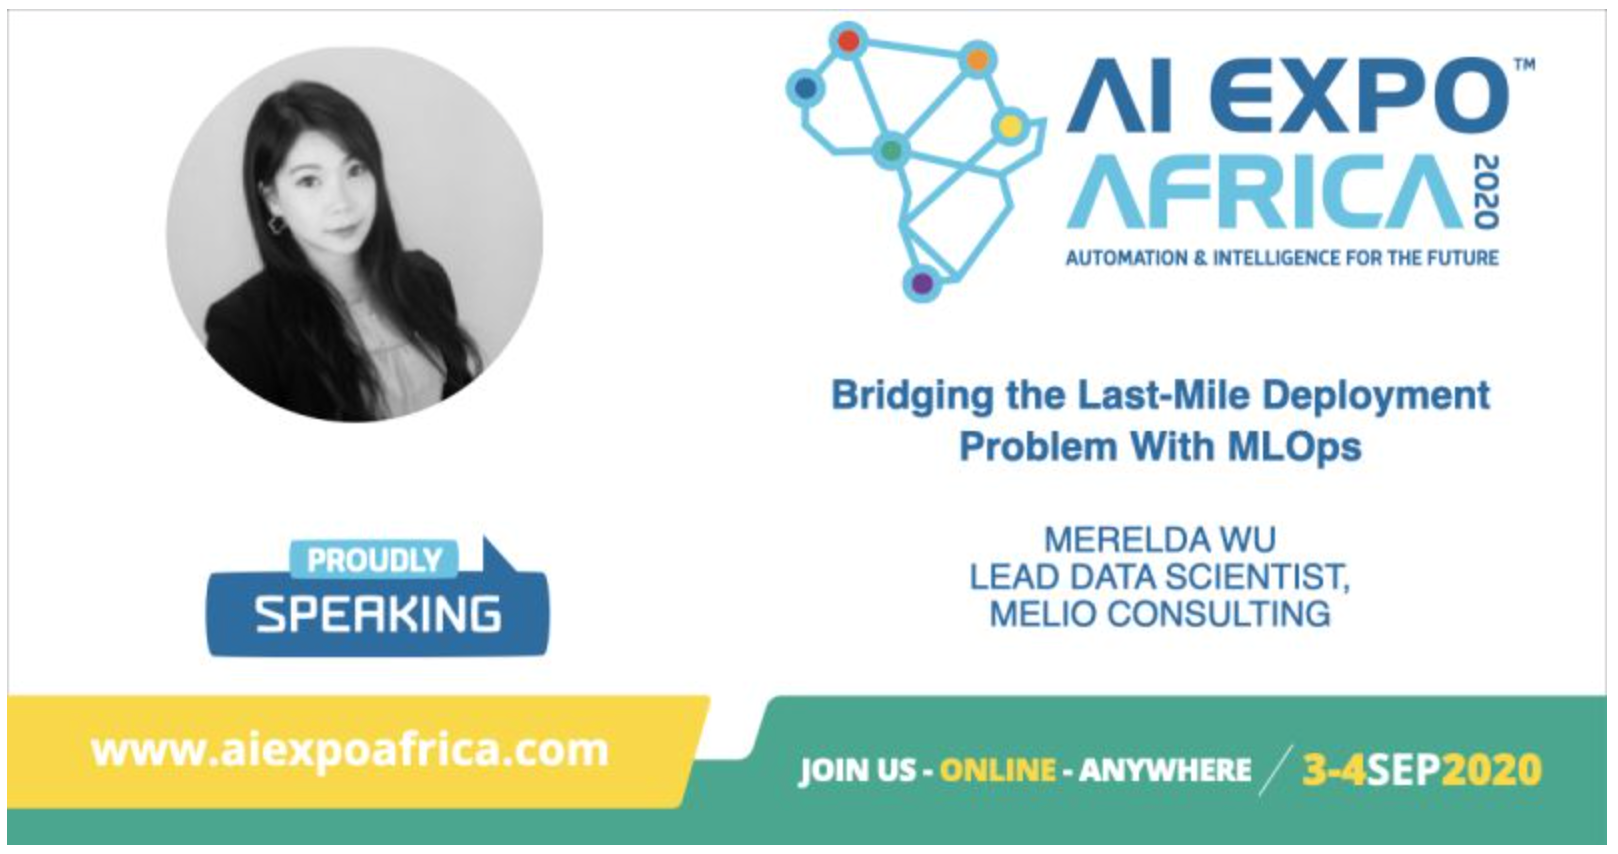 AI EXPO™
AFRICA 2020
AUTOMATION & INTELLIGENCE FOR THE FUTURE
Bridging the Last-Mile Deployment
Problem With MLOps
MERELDA WU
LEAD DATA SCIENTIST,
MELIO CONSULTING
PROUDLY
SPEAKING
www.aiexpoafrica.com
JOIN US - ONLINE - ANYWHERE / 3-4SEP2020